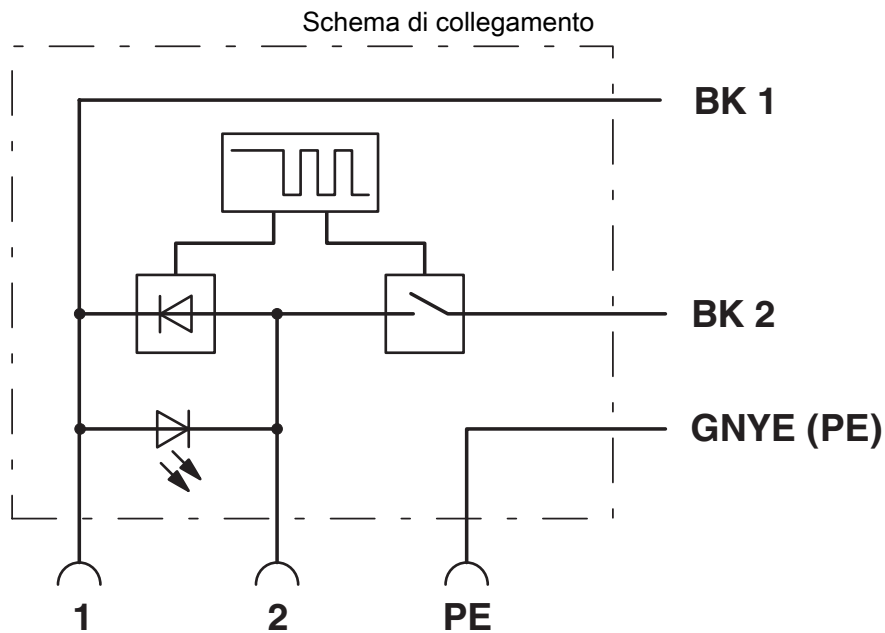 Schema di collegamento
BK 1
BK 2
GNYE (PE)
1 2 PE